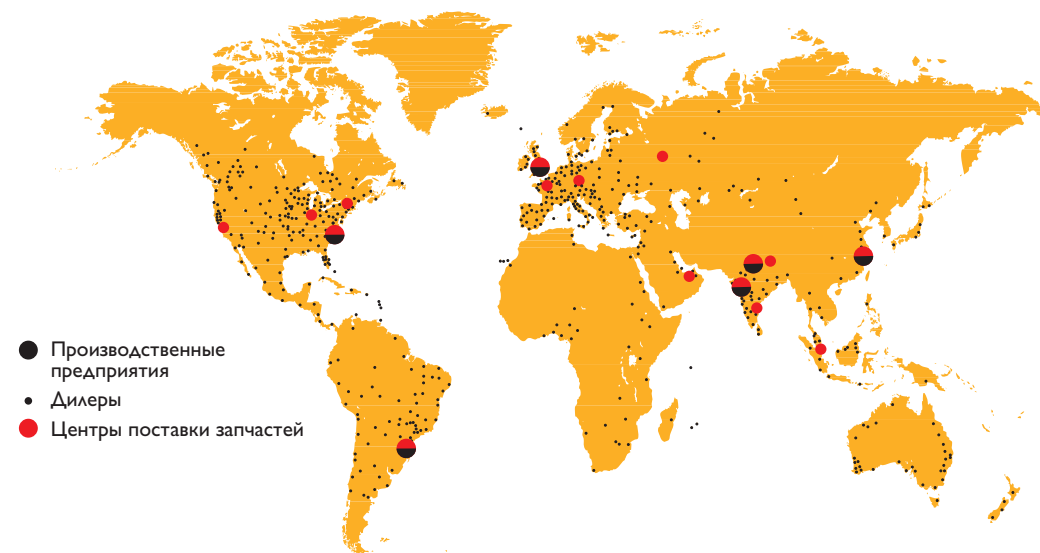 Производственные
предприятия
Дилеры
Центры поставки запчастей